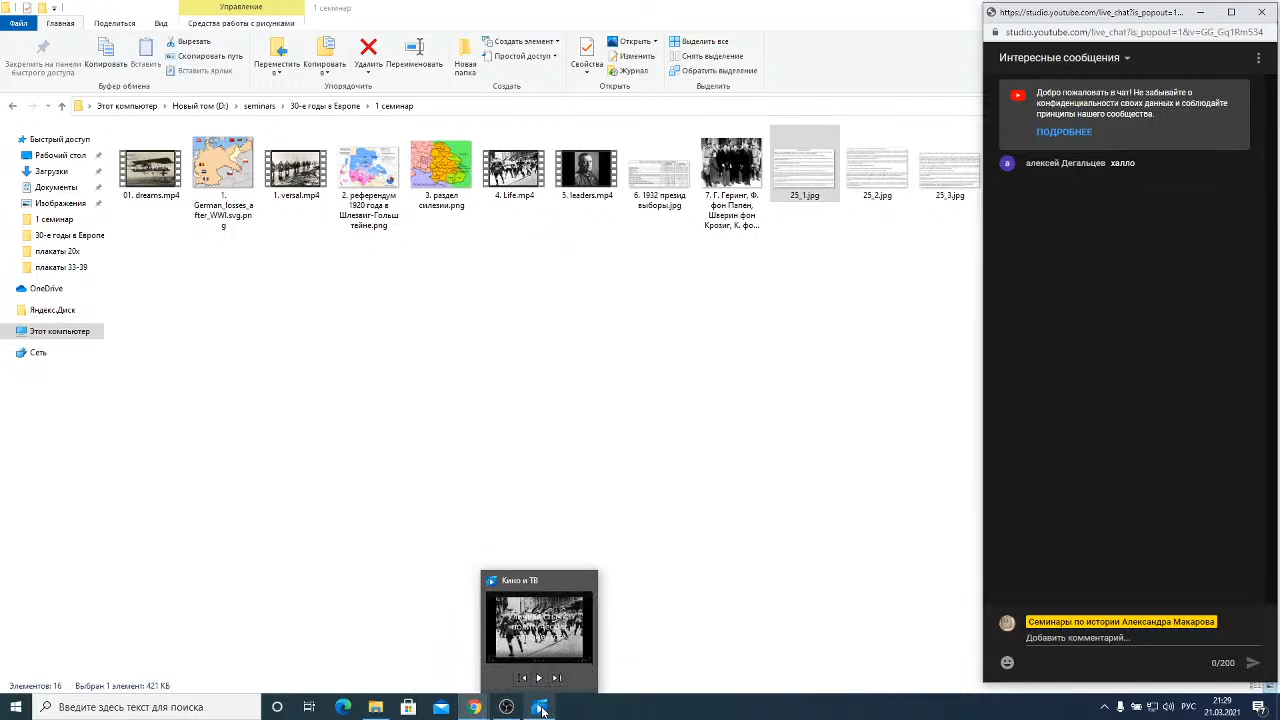 Управление
1 семинар
Файл
Главная
Поделиться
Вид
Средства работы с рисунками
Закрепить на панели
быстрого доступа
Копировать
Вставить
Вырезать
Скопировать путь
Вставить ярлык
Переместить
в
Копировать
в
Удалить
Переименовать
Новая
папка
Создать элемент
Простой доступ
Свойства
Открыть
Изменить
Журнал
Выделить все
Снять выделение
Обратить выделение
Буфер обмена
Упорядочить
Создать
Открыть
Выделить
Этот компьютер
Новый том (D:)
seminars
30-е годы в Европе
1 семинар
Быстрый доступ
Рабочий
Загрузки
Документы
Изображения
1 семинар
30-е годы в Европе
плакаты 20х
плакаты 33-39
OneDrive
Яндекс.Диск
Этот компьютер
Сеть
1.
German_losses_a
fter_WWI.svg.pn
g
versal.mp4
2. референдум
1920 года в
Шлезвиг-Гольш
тейне.png
3. раздел
силезии.png
4. Life.mp4
5. leaders.mp4
6. 1932 презид
выборы.jpg
7. Г. Геринг, Ф.
фон Папен,
Шверин фон
Крозиг, К. фо...
25_1.jpg
25_2.jpg
25_3.jpg
Кино и ТВ
Элементов: 16
Выбран 1 элемент: 421 КБ
Введите здесь текст для поиска
https://studio.youtube.com/live_chat?is_popout=1...
studio.youtube.com/live_chat?is_popout=1&v=GG_Gq1Rm534
Интересные сообщения
Добро пожаловать в чат! Не забывайте о
конфиденциальности своих данных и соблюдайте
принципы нашего сообщества.
ПОДРОБНЕЕ
а
алексей Дегальцев халло
Семинары по истории Александра Макарова
Добавить комментарий...
0/200
РУС
21:29
21.03.2021